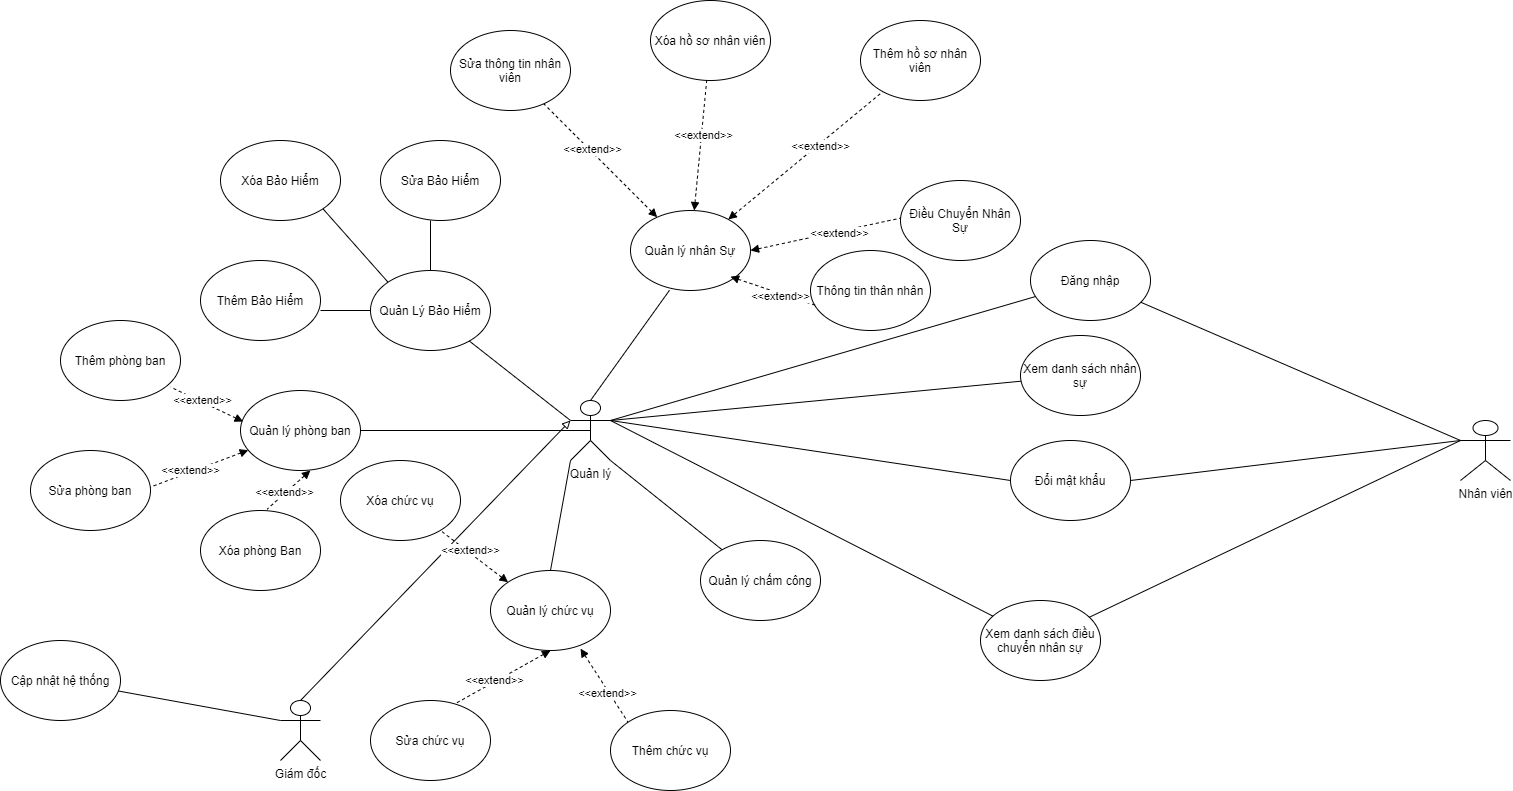 Xóa hồ sơ nhân viên
Sửa thông tin nhân
viên
Thêm hồ sơ nhân
viên
<<extend>>
<<extend>>
<<extend>>
Xóa Bảo Hiểm
Sửa Bảo Hiểm
Điều Chuyển Nhân
Sự
<<extend>>
Quản lý nhân Sự
Thông tin thân nhân
<<extend>>
Đăng nhập
Thêm Bảo Hiểm
Quản Lý Bảo Hiểm
Thêm phòng ban
<<extend>>
Xem danh sách nhân
sự
Quản lý phòng ban
Quản lý
<<extend>>
Sửa phòng ban
<<extend>>
Xóa phòng Ban
Xóa chức vụ
<<extend>>
Đổi mật khẩu
Nhân viên
Quản lý chấm công
Quản lý chức vụ
Xem danh sách điều
chuyển nhân sự
Cập nhật hệ thống
<<extend>>
<<extend>>
Sửa chức vụ
Thêm chức vụ
Giám đốc